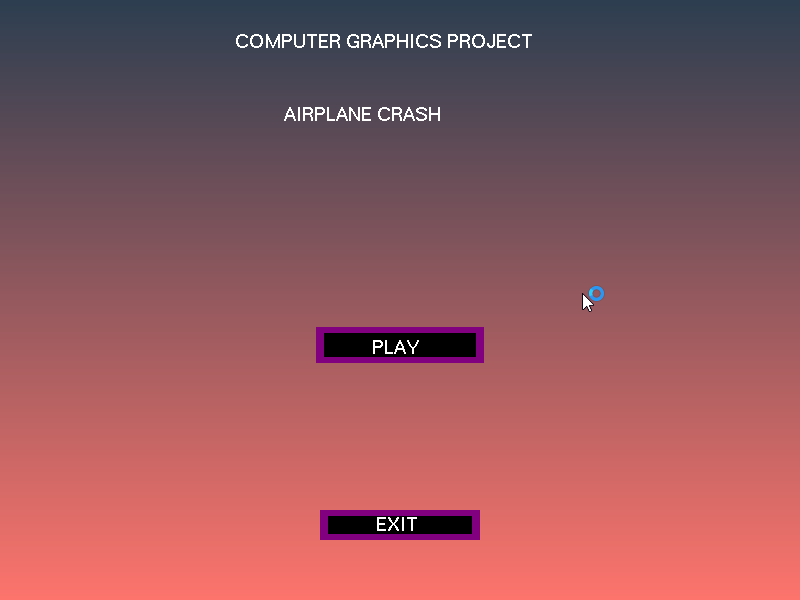 COMPUTER GRAPHICS PROJECT
AIRPLANE CRASH
PLAY
EXIT